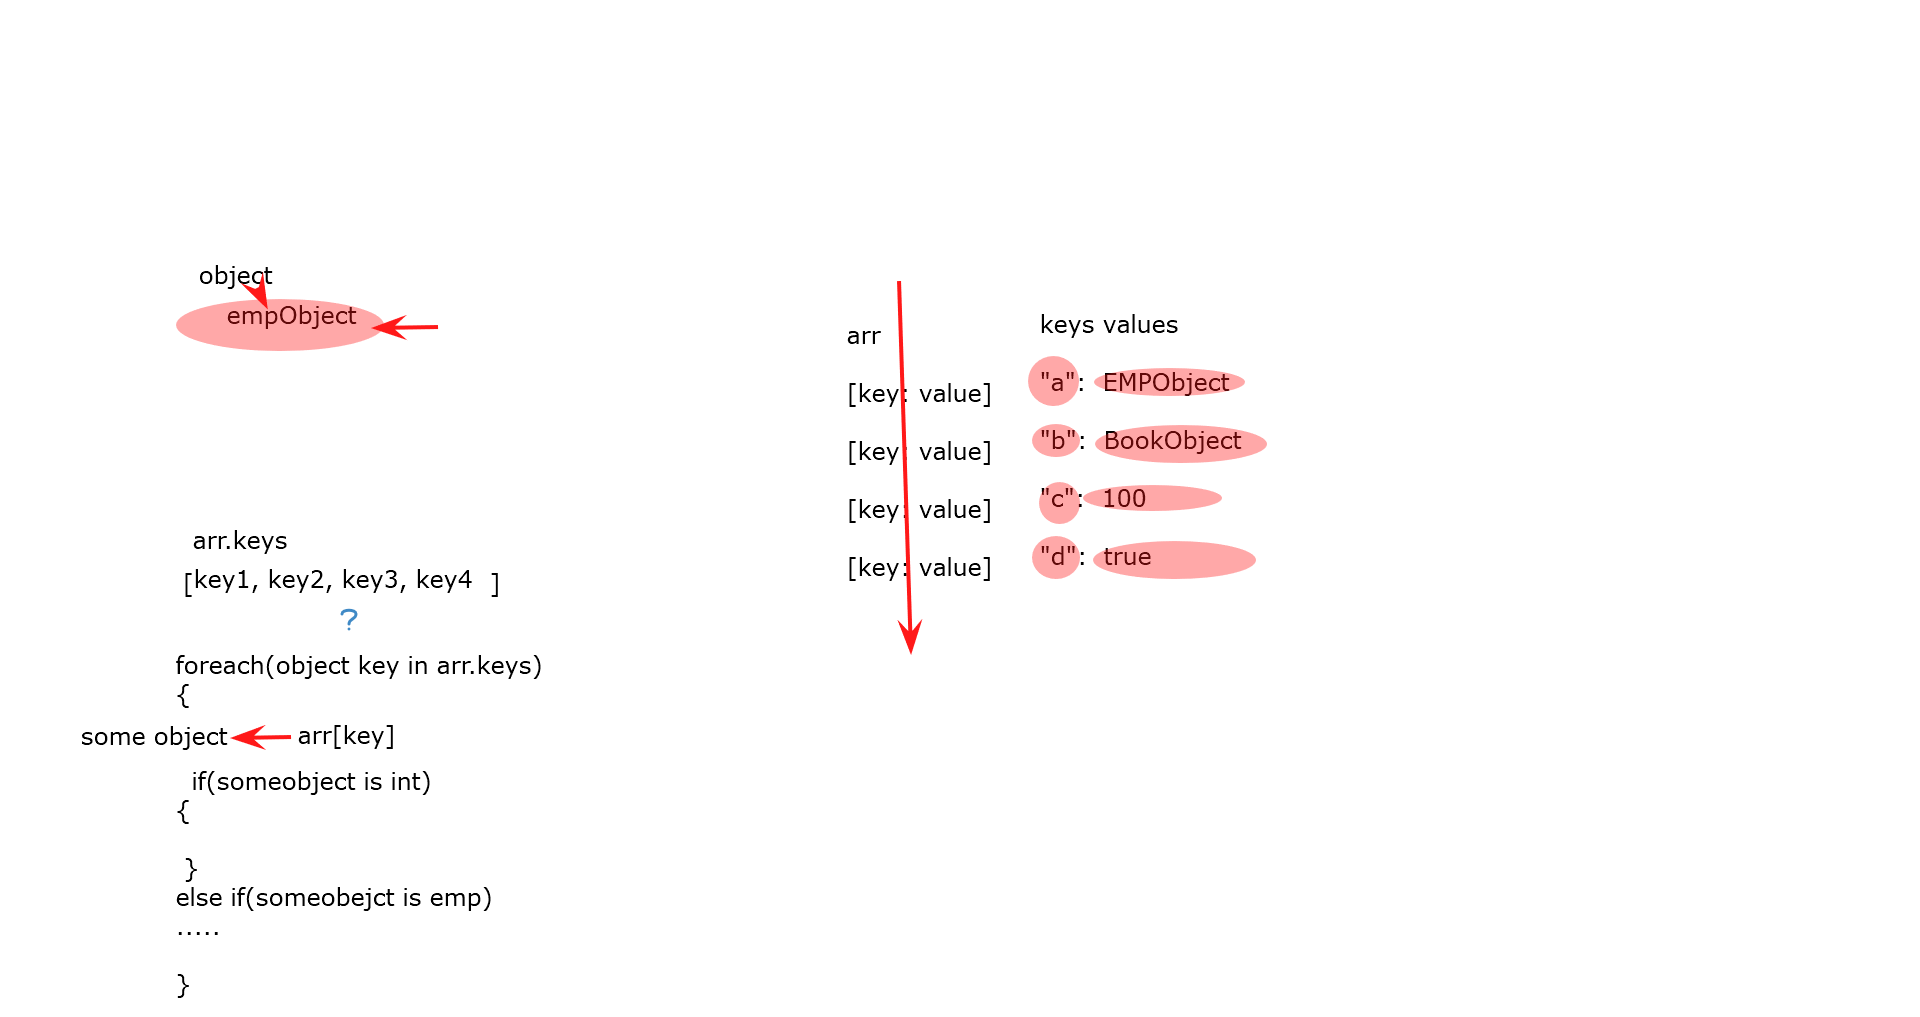 object
empObject
arr.keys
[key1, key2, key3, key4 ]
?
foreach(object key in arr.keys)
{
some object arr[key]
if(someobject is int)
{
}
else if(someobejct is emp)
.....
}
arr
[key: value]
[key: value]
[key: value]
[key: value]
keys values
"a": EMPObject
"b": BookObject
"c": 100
"d": true